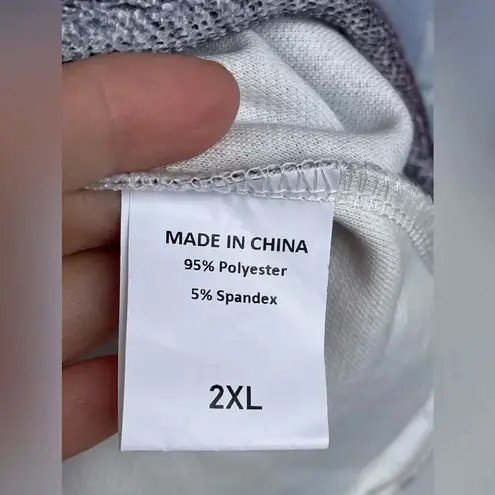 MADE IN CHINA
95% Polyester
5% Spandex
2XL